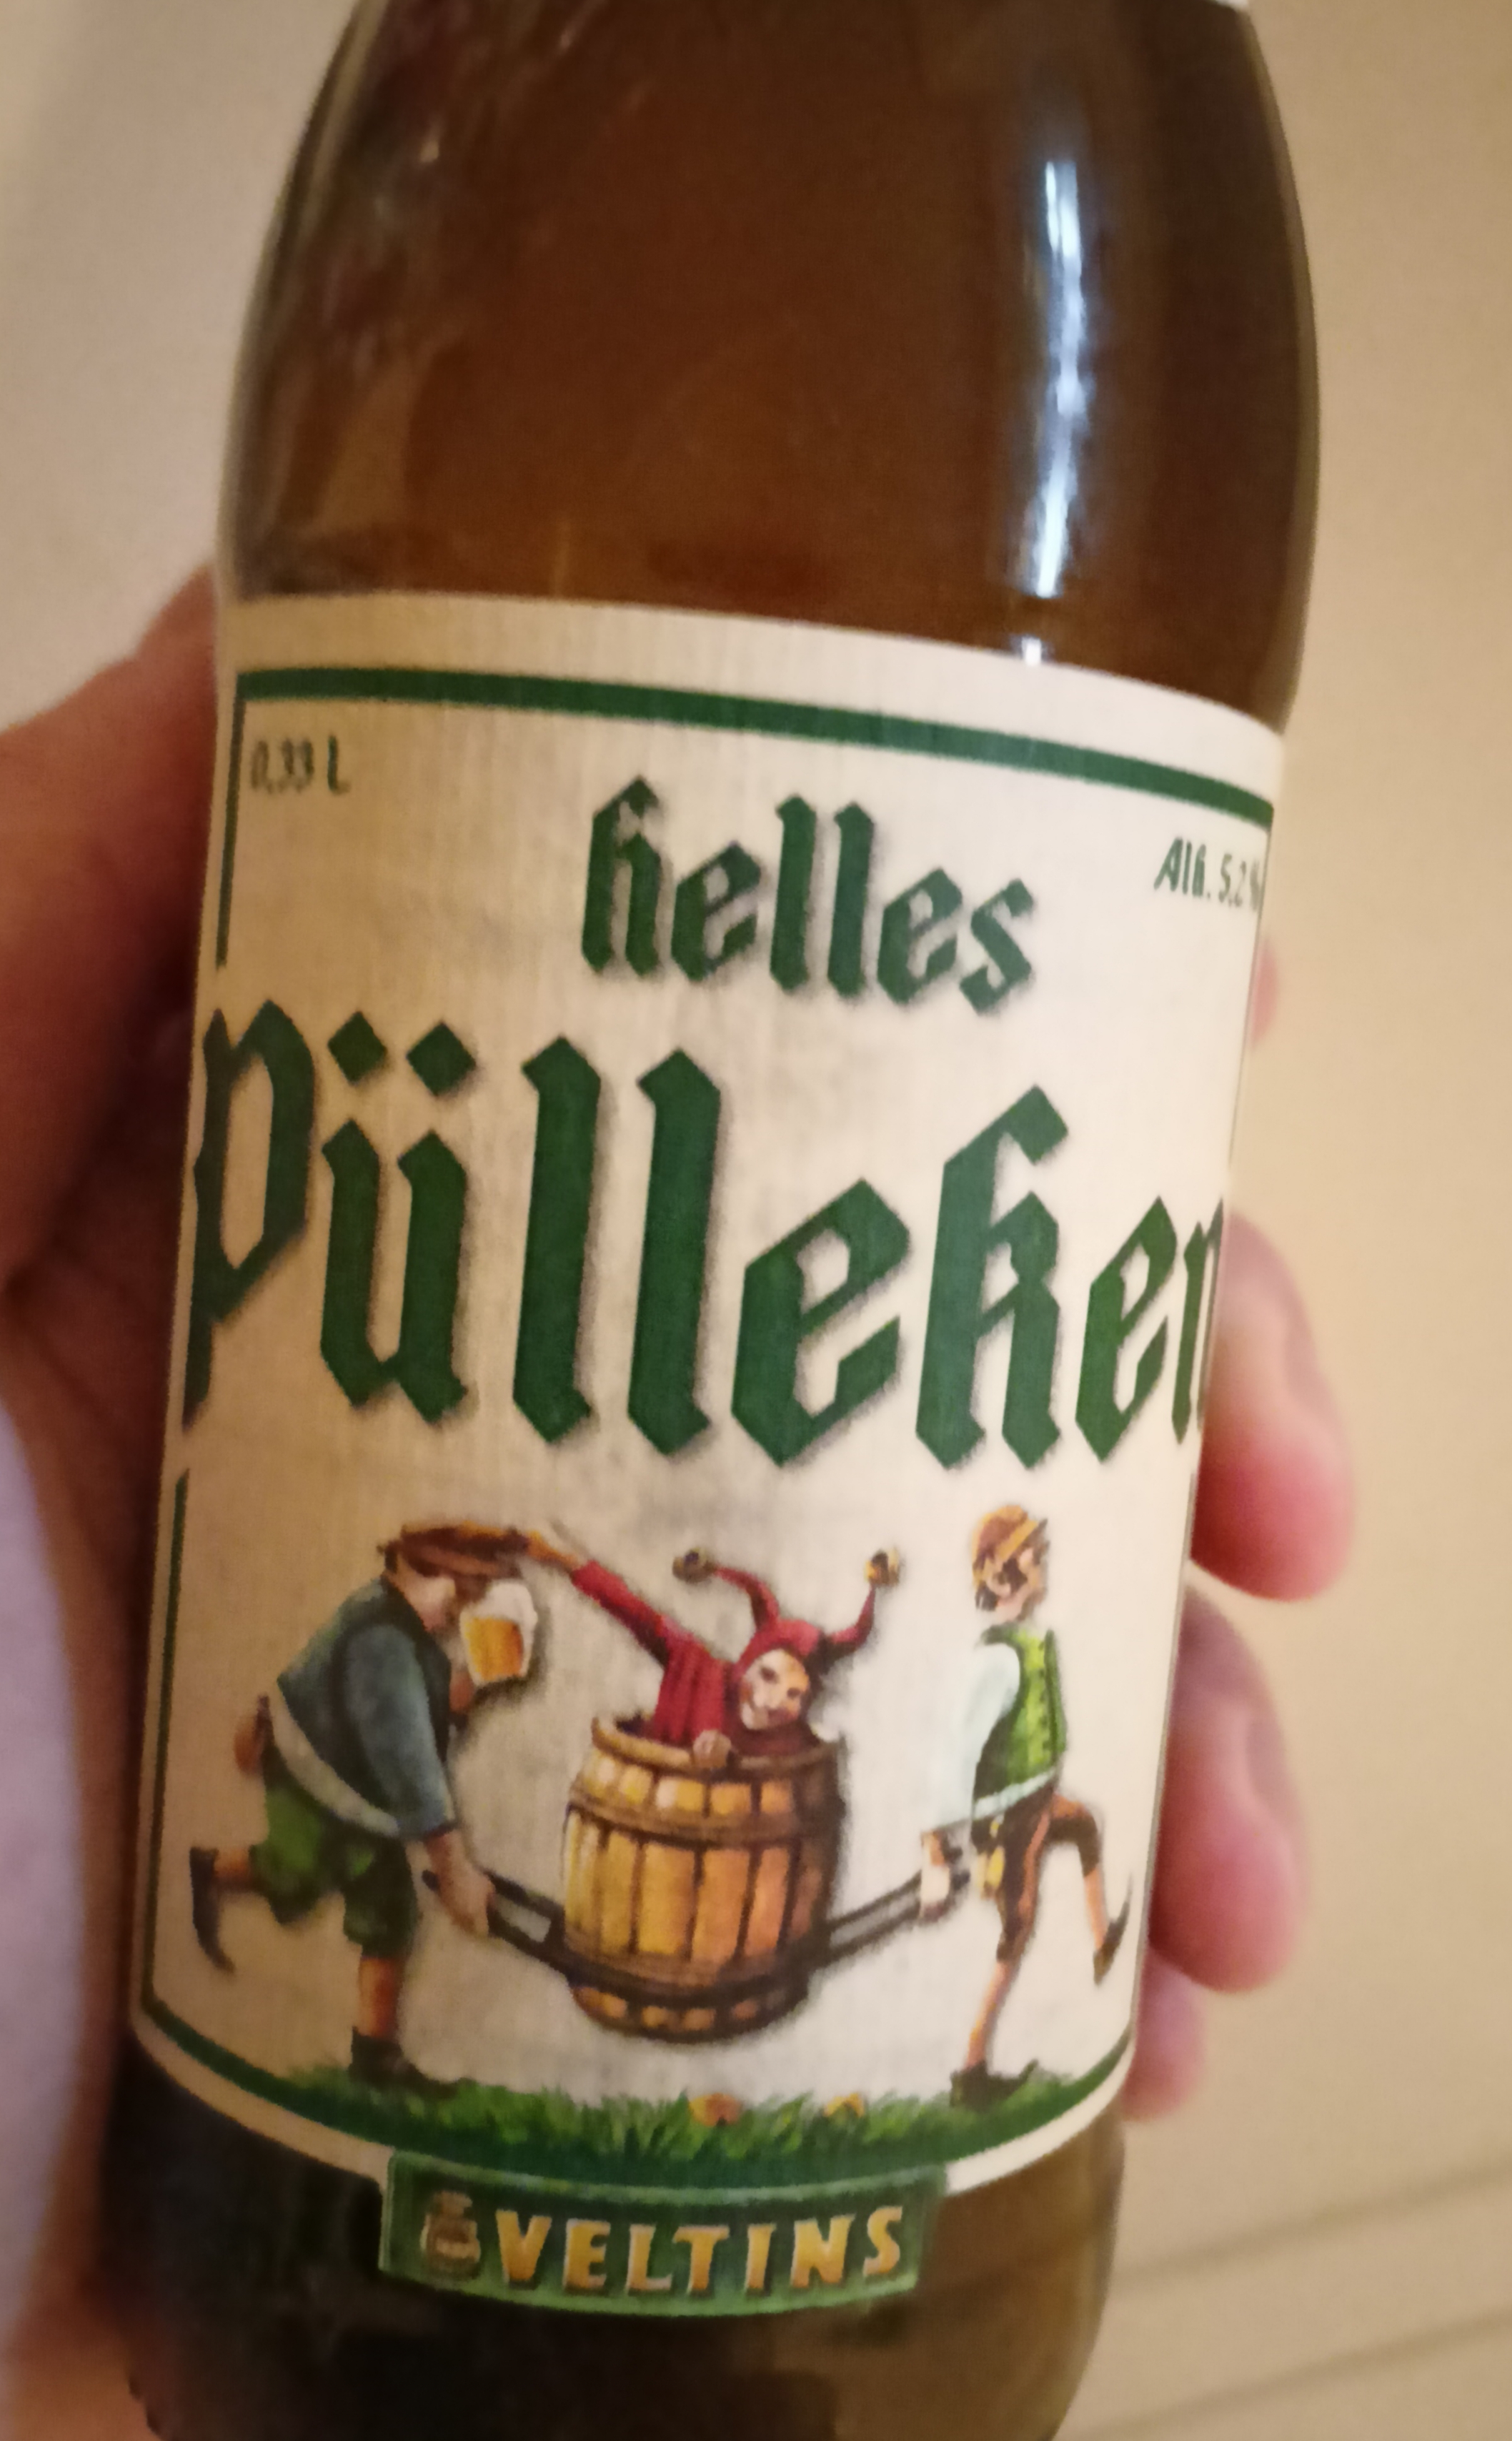 0,33 L
helles
Alk. 5,2 %
Pülleken
VELTINS